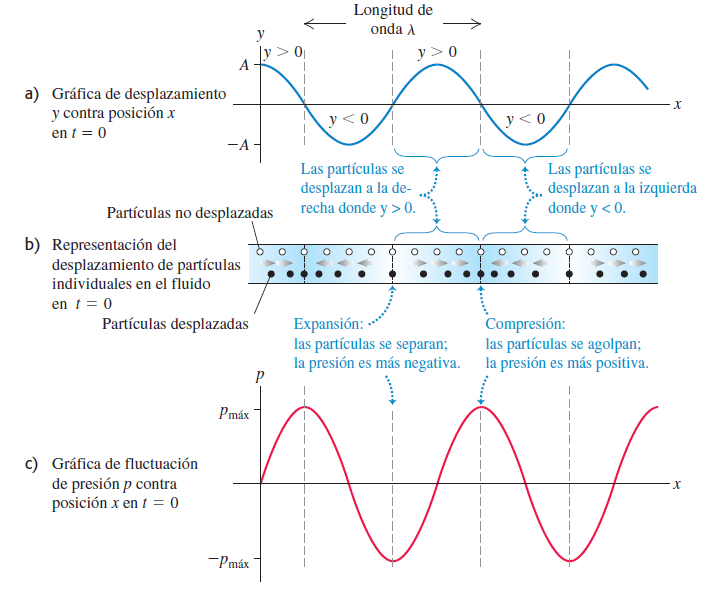 Longitud de
onda λ
y
y > 0
y > 0
A
a) Gráfica de desplazamiento
y contra posición x
en t = 0
x
y < 0
y < 0
−A
Las partículas se
desplazan a la de-
recha donde y > 0.
Las partículas se
desplazan a la izquierda
donde y < 0.
Partículas no desplazadas
b) Representación del
desplazamiento de partículas
individuales en el fluido
en t = 0
Partículas desplazadas
Expansión:
las partículas se separan;
la presión es más negativa.
Compresión:
las partículas se agolpan;
la presión es más positiva.
p
pmáx
c) Gráfica de fluctuación
de presión p contra
posición x en t = 0
x
−pmáx